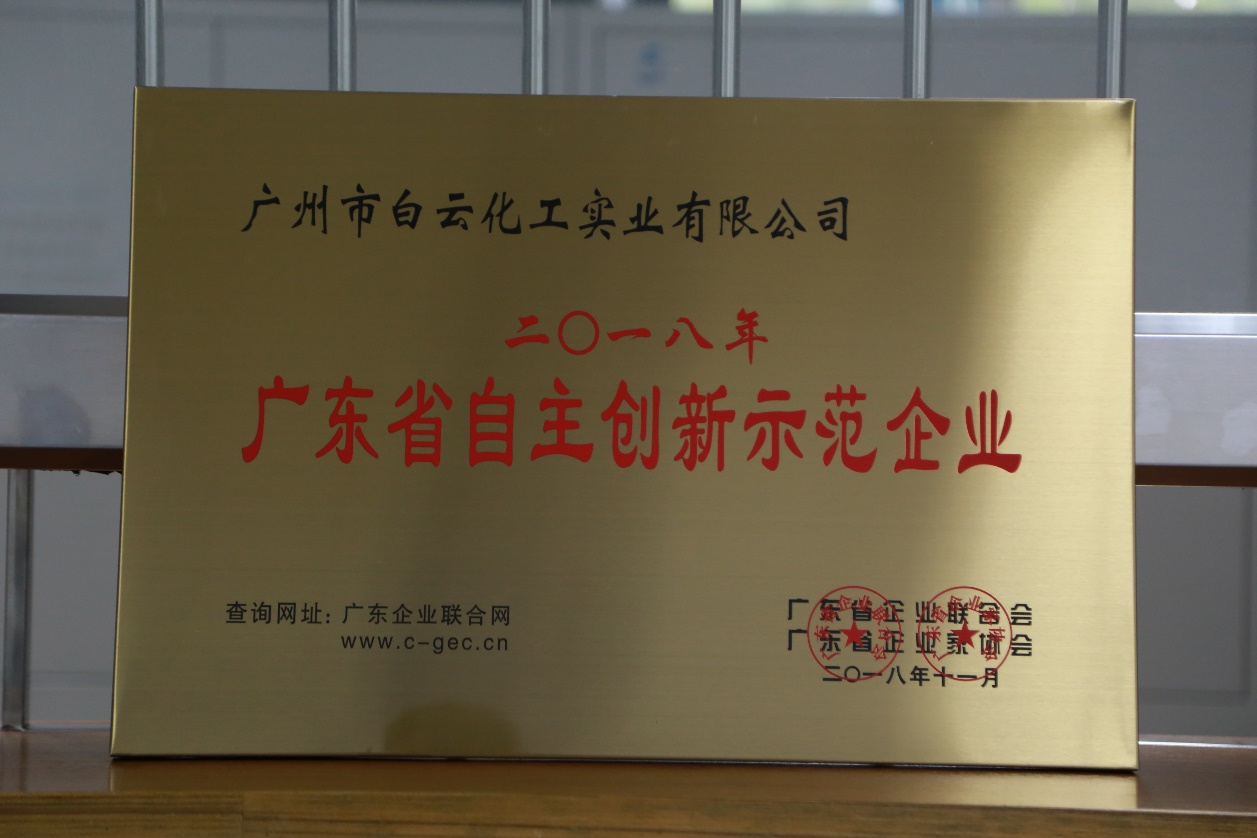 广州市白云化工实业有限公司
二〇一八年
广东省自主创新示范企业
查询网址：广东企业联合网
www.c-gec.cn
广东省企业联合会
广东省企业家协会
二〇一八年十一月